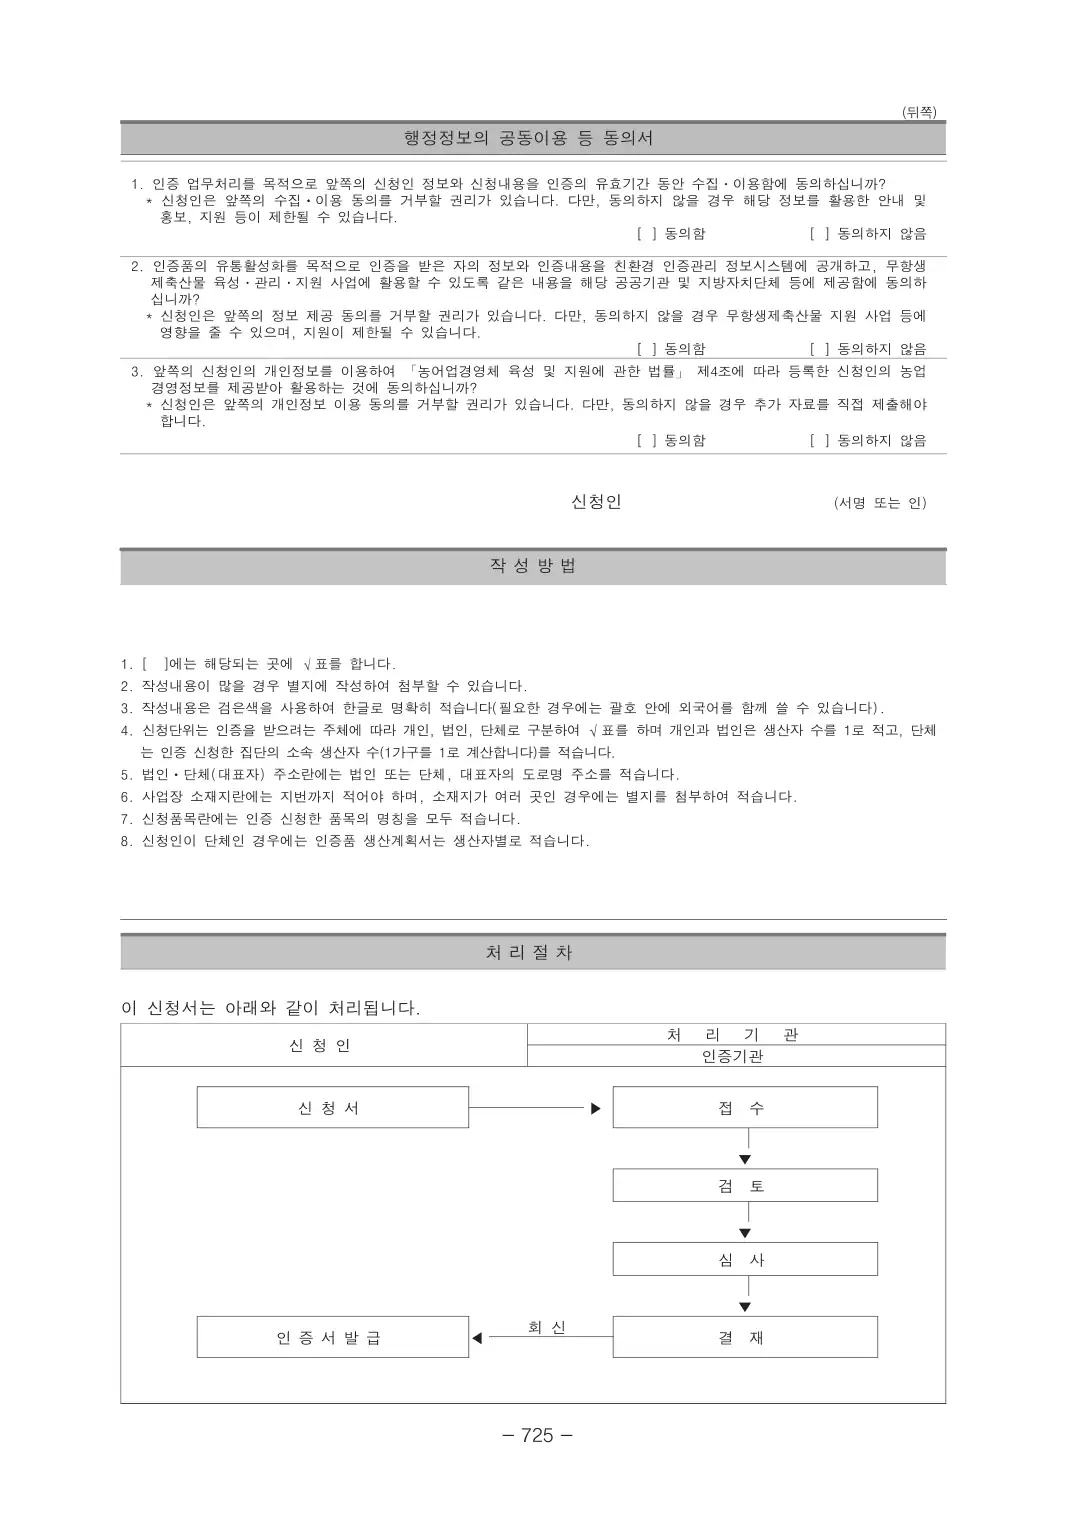 (뒤쪽)
행정정보의 공동이용 등 동의서
1. 인증 업무처리를 목적으로 앞쪽의 신청인 정보와 신청내용을 인증의 유효기간 동안 수집·이용함에 동의하십니까?
* 신청인은 앞쪽의 수집·이용 동의를 거부할 권리가 있습니다. 다만, 동의하지 않을 경우 해당 정보를 활용한 안내 및
홍보, 지원 등이 제한될 수 있습니다.
[ ] 동의함 [ ] 동의하지 않음
2. 인증품의 유통활성화를 목적으로 인증을 받은 자의 정보와 인증내용을 친환경 인증관리 정보시스템에 공개하고, 무항생
제축산물 육성·관리·지원 사업에 활용할 수 있도록 같은 내용을 해당 공공기관 및 지방자치단체 등에 제공함에 동의하
십니까?
* 신청인은 앞쪽의 정보 제공 동의를 거부할 권리가 있습니다. 다만, 동의하지 않을 경우 무항생제축산물 지원 사업 등에
영향을 줄 수 있으며, 지원이 제한될 수 있습니다.
[ ] 동의함 [ ] 동의하지 않음
3. 앞쪽의 신청인의 개인정보를 이용하여 「농어업경영체 육성 및 지원에 관한 법률」 제4조에 따라 등록한 신청인의 농업
경영정보를 제공받아 활용하는 것에 동의하십니까?
* 신청인은 앞쪽의 개인정보 이용 동의를 거부할 권리가 있습니다. 다만, 동의하지 않을 경우 추가 자료를 직접 제출해야
합니다.
[ ] 동의함 [ ] 동의하지 않음
신청인 (서명 또는 인)
작 성 방 법
1. [ ]에는 해당되는 곳에 √표를 합니다.
2. 작성내용이 많을 경우 별지에 작성하여 첨부할 수 있습니다.
3. 작성내용은 검은색을 사용하여 한글로 명확히 적습니다(필요한 경우에는 괄호 안에 외국어를 함께 쓸 수 있습니다).
4. 신청단위는 인증을 받으려는 주체에 따라 개인, 법인, 단체로 구분하여 √표를 하며 개인과 법인은 생산자 수를 1로 적고, 단체
는 인증 신청한 집단의 소속 생산자 수(1가구를 1로 계산합니다)를 적습니다.
5. 법인·단체(대표자) 주소란에는 법인 또는 단체, 대표자의 도로명 주소를 적습니다.
6. 사업장 소재지란에는 지번까지 적어야 하며, 소재지가 여러 곳인 경우에는 별지를 첨부하여 적습니다.
7. 신청품목란에는 인증 신청한 품목의 명칭을 모두 적습니다.
8. 신청인이 단체인 경우에는 인증품 생산계획서는 생산자별로 적습니다.
처 리 절 차
이 신청서는 아래와 같이 처리됩니다.
신 청 인
처 리 기 관
인증기관
신 청 서 ▶ 접 수
▼
검 토
▼
심 사
▼
회 신
인 증 서 발 급 ◀ 결 재
- 725 -